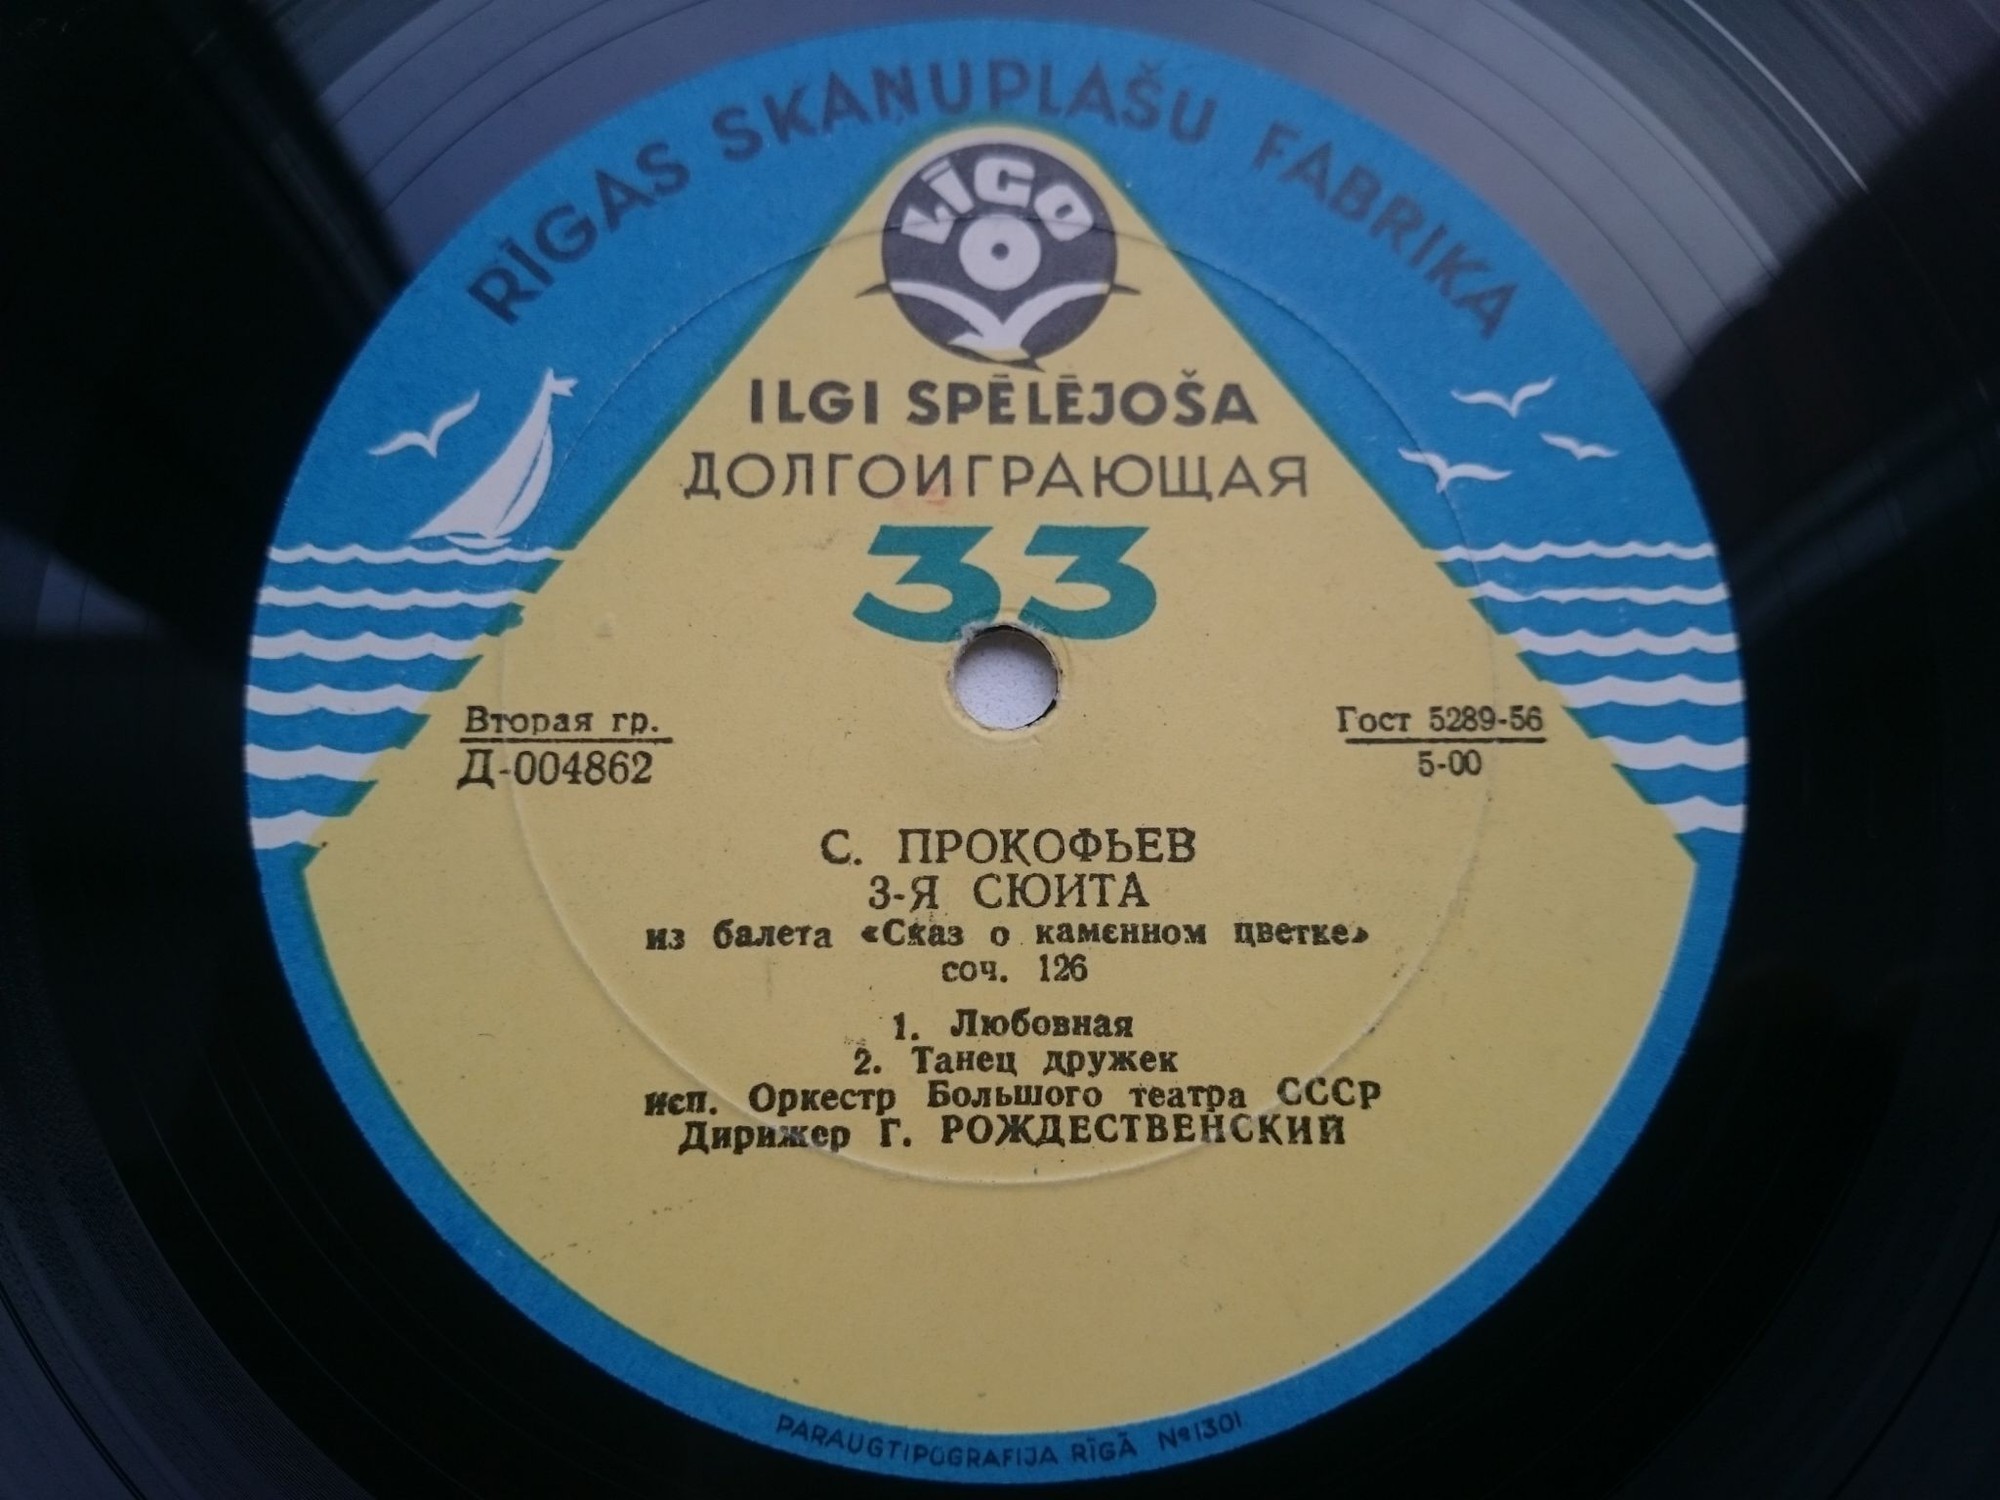 RĪGAS SKAŅUPLAŠU FABRIKA
LĪGO
ILGI SPĒLĒJOŠA
ДОЛГОИГРАЮЩАЯ
33
Вторая гр.
Д-004862
Гост 5289-56
5-00
С. ПРОКОФЬЕВ
3-Я СЮИТА
из балета «Сказ о каменном цветке»
соч. 126
1. Любовная
2. Танец дружек
исп. Оркестр Большого театра СССР
Дирижер Г. РОЖДЕСТВЕНСКИЙ
PARAUGTIPOGRAFIJA RĪGĀ №1301